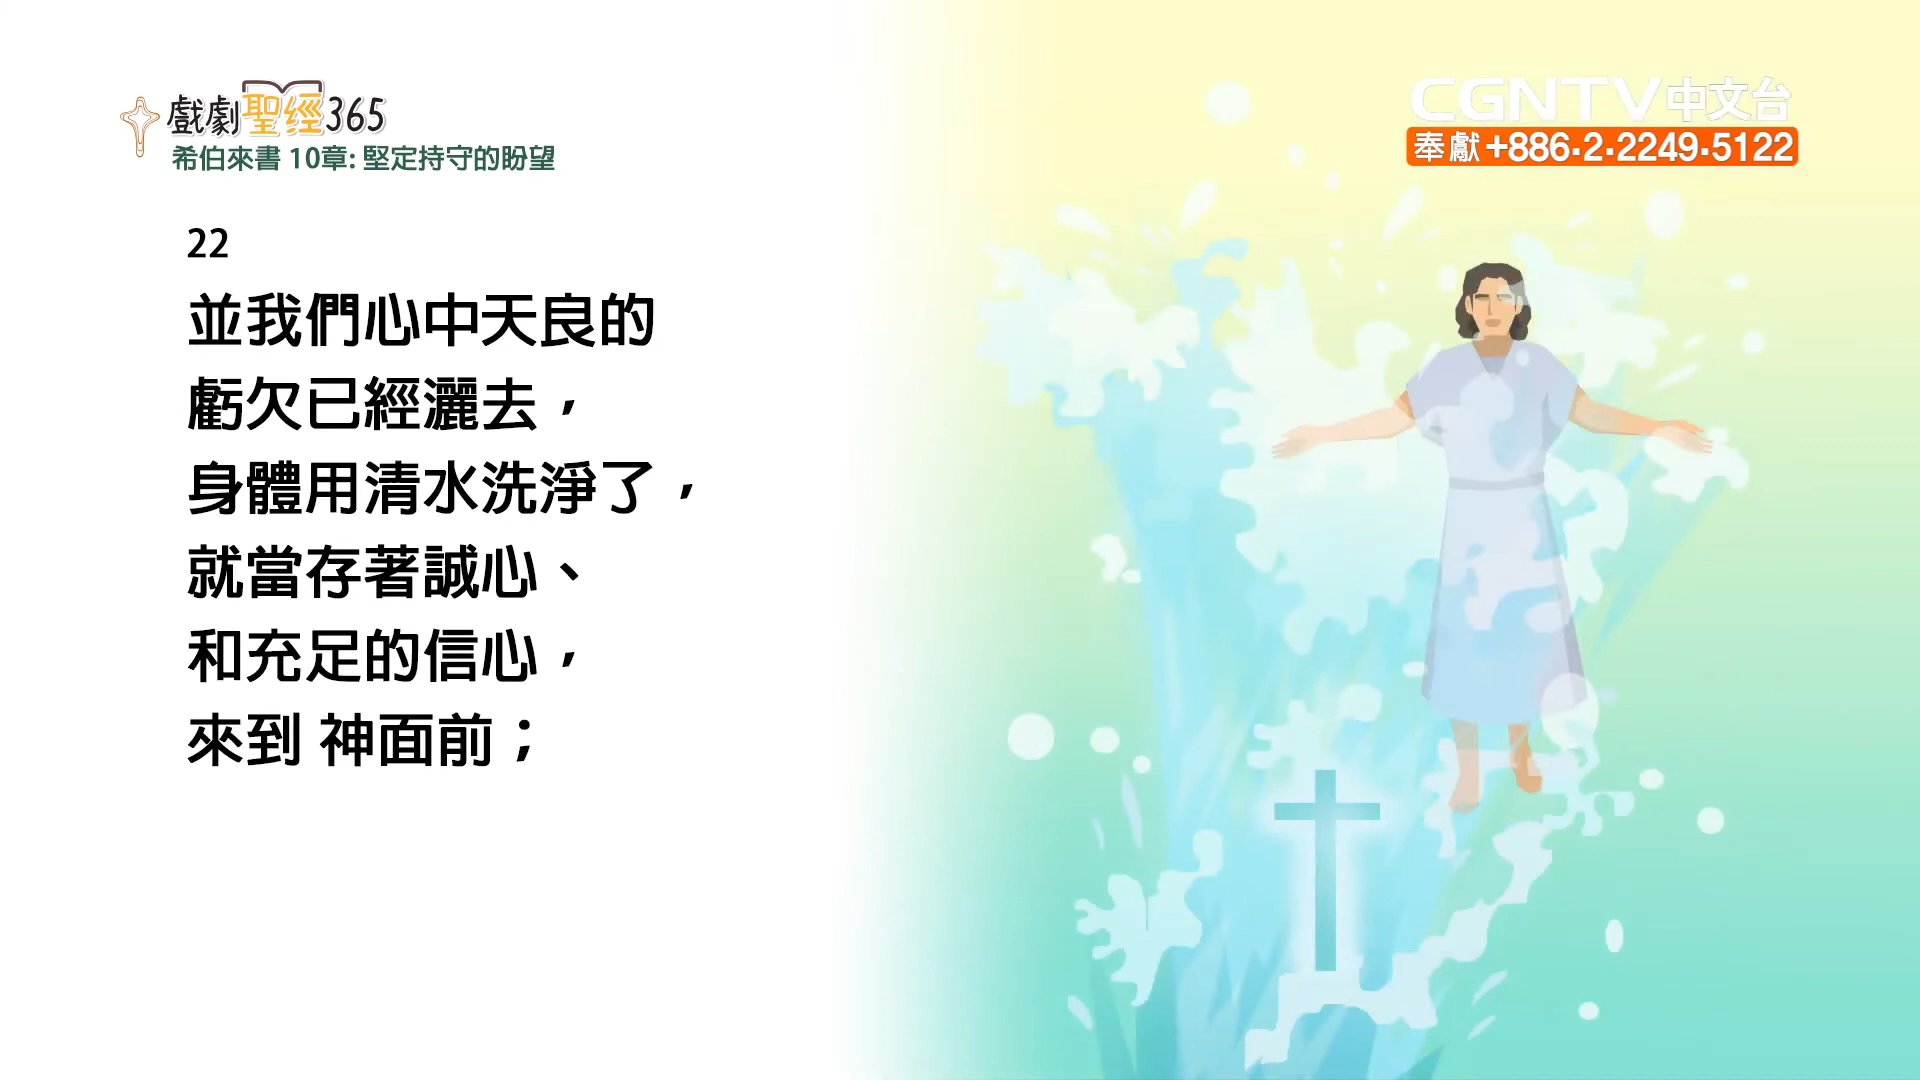 戲劇聖經365
CGNTV中文台
奉獻+886·2·2249·5122
希伯來書 10章: 堅定持守的盼望
22
並我們心中天良的
虧欠已經灑去，
身體用清水洗淨了，
就當存著誠心、
和充足的信心，
來到 神面前；